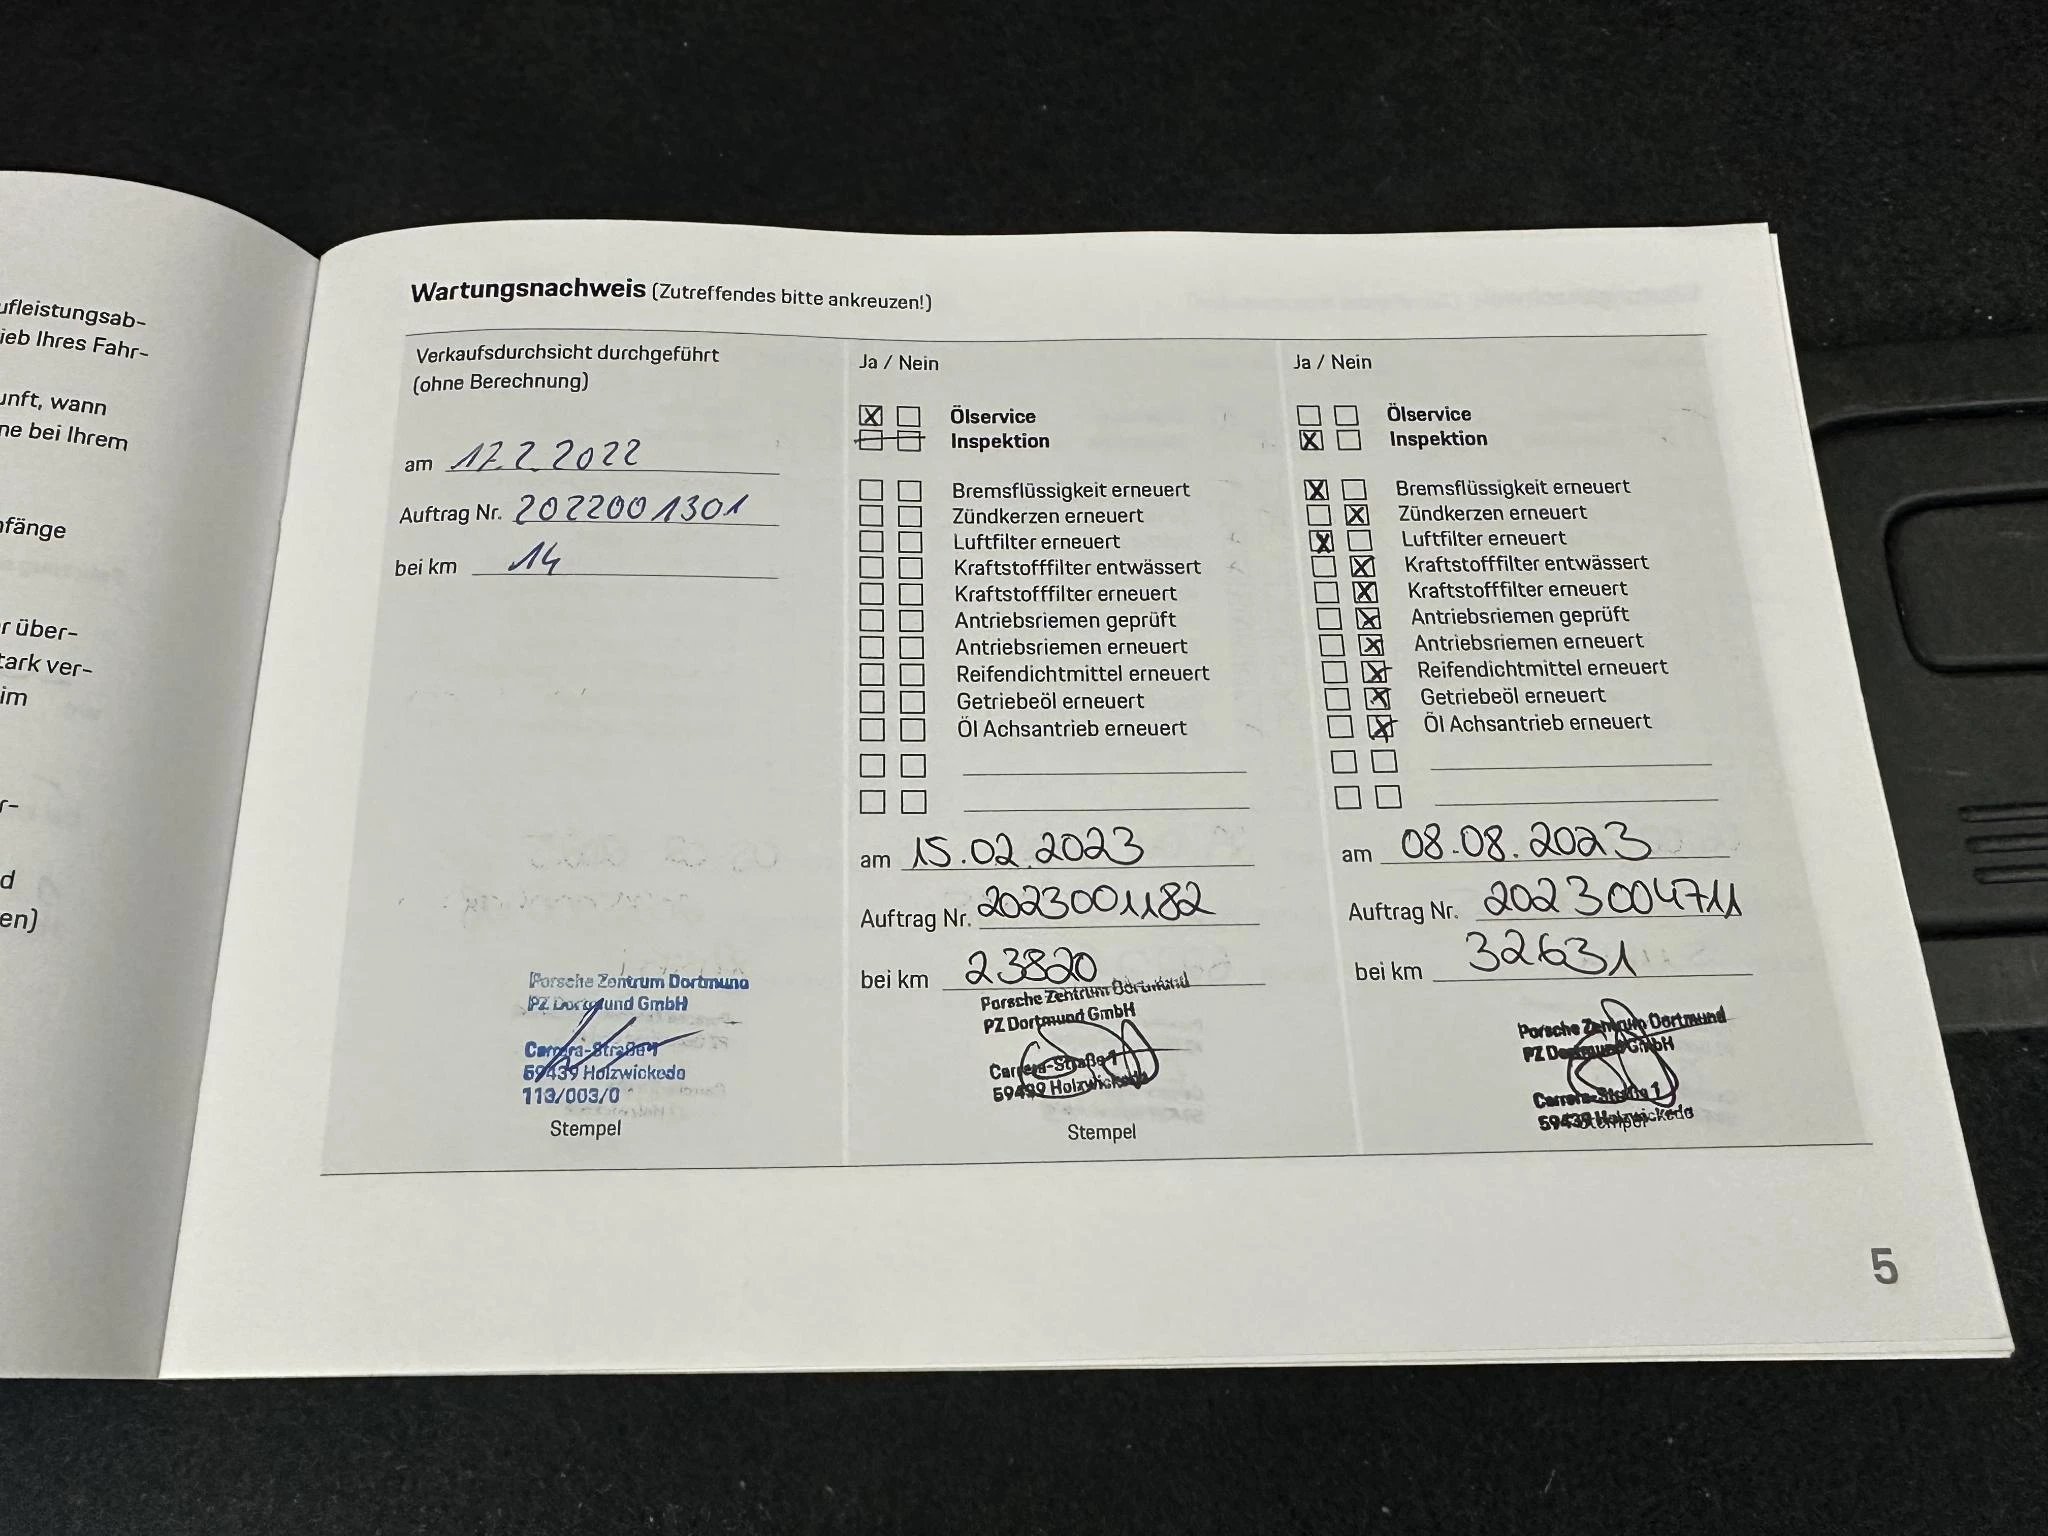 ufleistungsab-
ieb Ihres Fahr-
unft, wann
ne bei Ihrem
nfänge
r über-
tark ver-
im
r-
d
en)
Wartungsnachweis (Zutreffendes bitte ankreuzen!)
Verkaufsdurchsicht durchgeführt
(ohne Berechnung)
am 17.2.2022
Auftrag Nr. 2022001301
bei km 14
Porsche Zentrum Dortmund
PZ Dortmund GmbH
Carrera-Straße 1
59439 Holzwickede
113/003/0
Stempel
Ja / Nein
Ölservice
Inspektion
Bremsflüssigkeit erneuert
Zündkerzen erneuert
Luftfilter erneuert
Kraftstofffilter entwässert
Kraftstofffilter erneuert
Antriebsriemen geprüft
Antriebsriemen erneuert
Reifendichtmittel erneuert
Getriebeöl erneuert
Öl Achsantrieb erneuert
am 15.02.2023
Auftrag Nr. 2023001182
bei km 23820
Porsche Zentrum Dortmund
PZ Dortmund GmbH
Carrera-Straße 1
59439 Holzwickede
Stempel
Ja / Nein
Ölservice
Inspektion
Bremsflüssigkeit erneuert
Zündkerzen erneuert
Luftfilter erneuert
Kraftstofffilter entwässert
Kraftstofffilter erneuert
Antriebsriemen geprüft
Antriebsriemen erneuert
Reifendichtmittel erneuert
Getriebeöl erneuert
Öl Achsantrieb erneuert
am 08.08.2023
Auftrag Nr. 2023004711
bei km 32631
Porsche Zentrum Dortmund
PZ Dortmund GmbH
Carrera-Straße 1
59439 Holzwickede
Stempel
5